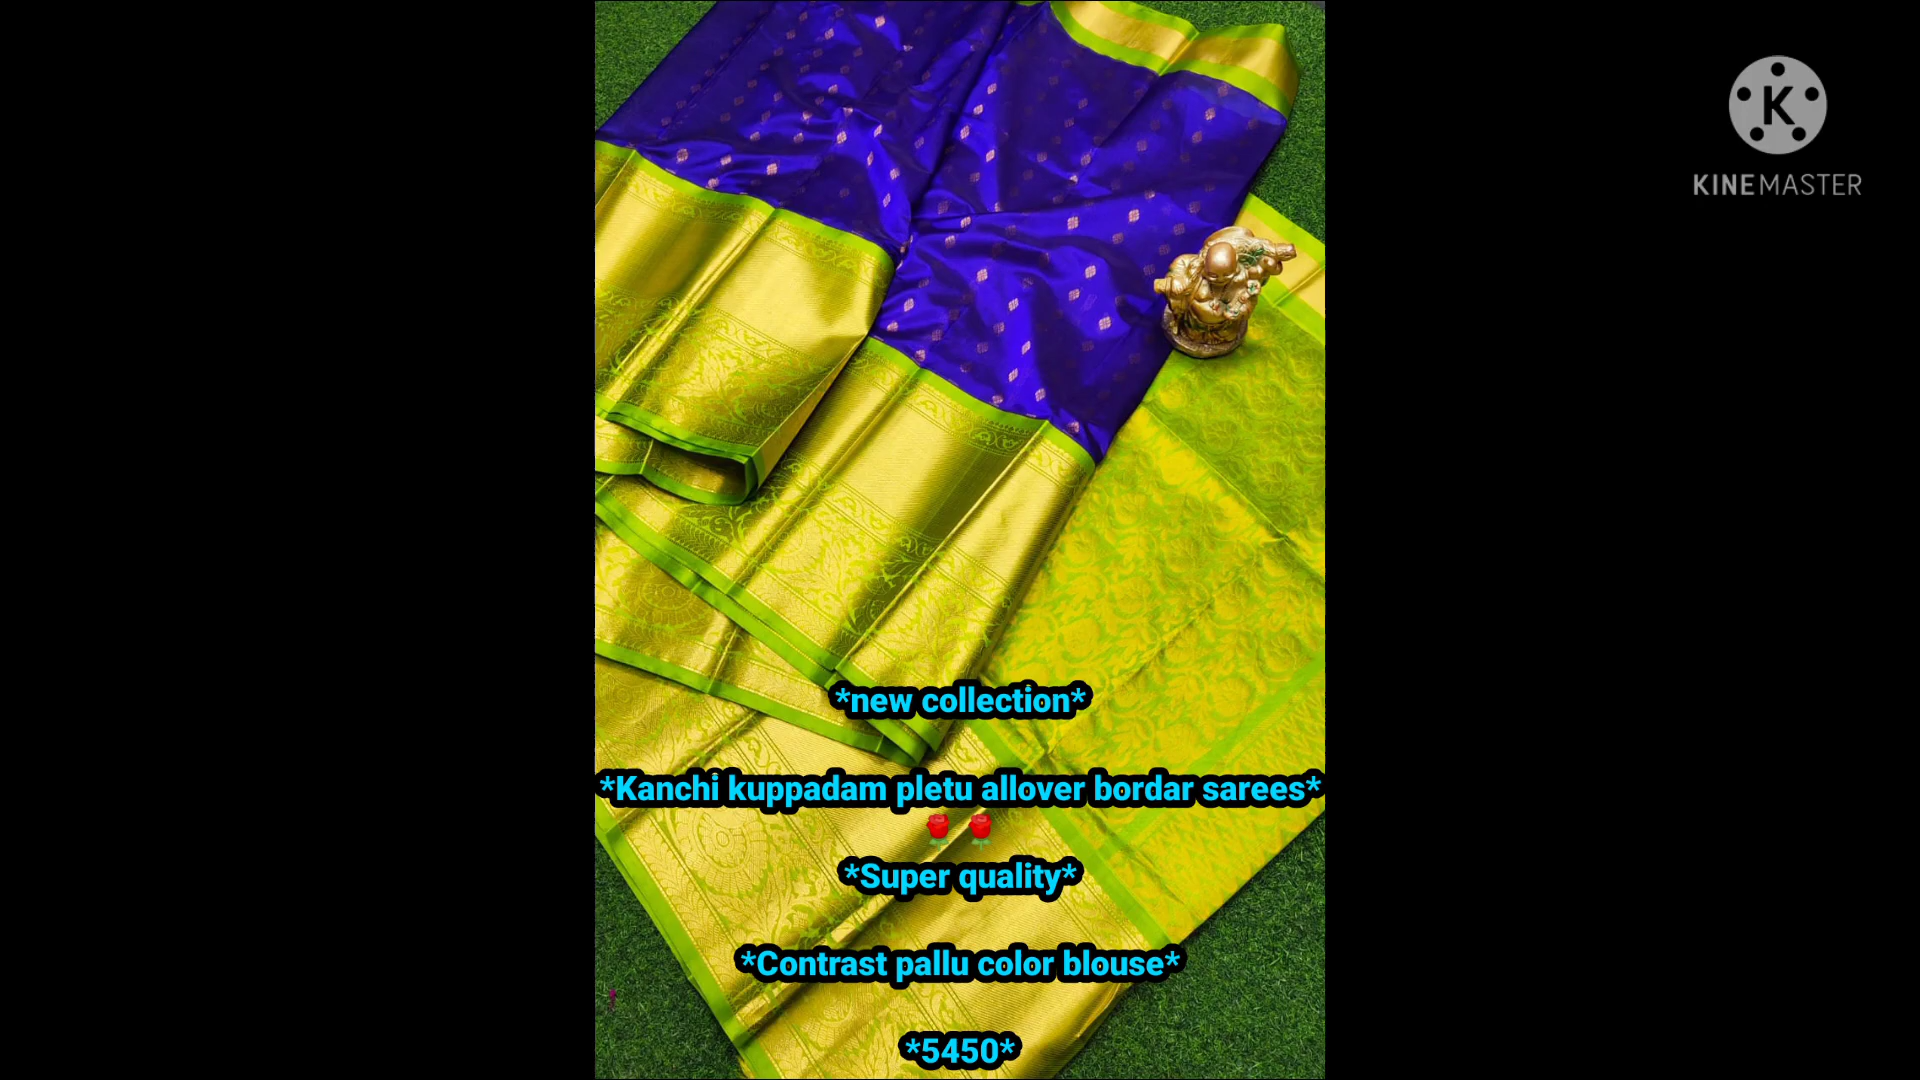 K
KINEMASTER
*new collection*
*Kanchi kuppadam pletu allover bordar sarees*
🌹 🌹
*Super quality*
*Contrast pallu color blouse*
*5450*